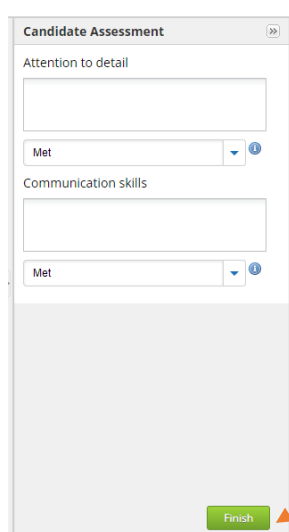 Candidate Assessment
Attention to detail
Met
Communication skills
Met
Finish